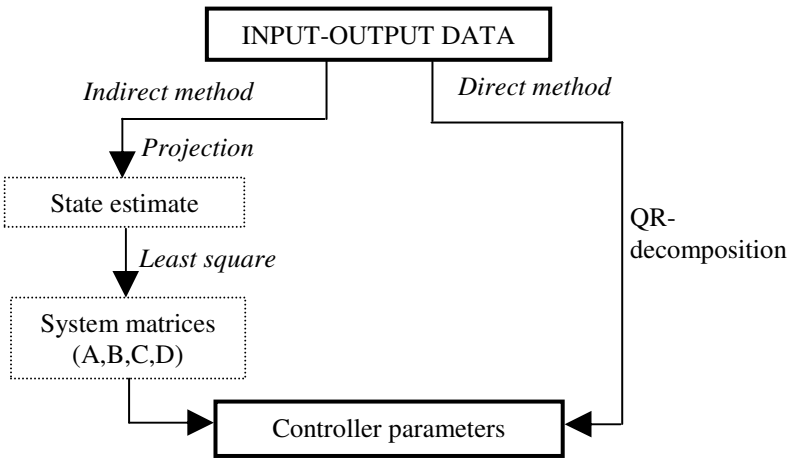 INPUT-OUTPUT DATA
Indirect method
Direct method
Projection
State estimate
QR-
decomposition
Least square
System matrices
(A,B,C,D)
Controller parameters